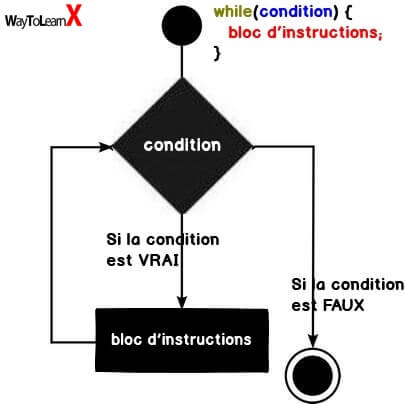 WayToLearnX
while(condition) {
bloc d'instructions;
}
condition
Si la condition
est VRAI
Si la condition
est FAUX
bloc d'instructions